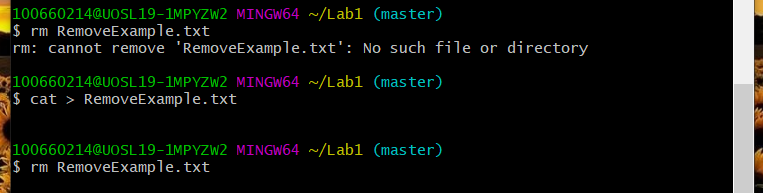 100660214@UOSL19-1MPYZW2 MINGW64 ~/Lab1 (master)
$ rm RemoveExample.txt
rm: cannot remove 'RemoveExample.txt': No such file or directory
100660214@UOSL19-1MPYZW2 MINGW64 ~/Lab1 (master)
$ cat > RemoveExample.txt
100660214@UOSL19-1MPYZW2 MINGW64 ~/Lab1 (master)
$ rm RemoveExample.txt